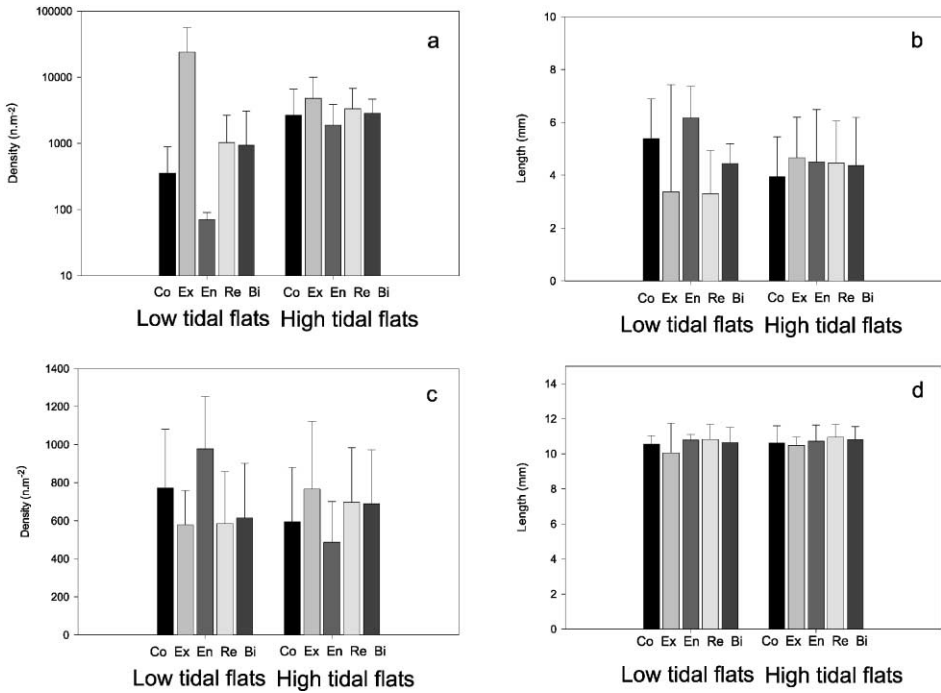 a
100000
10000
1000
100
10
Density (n.m-2)
Co Ex En Re Bi Co Ex En Re Bi
Low tidal flats High tidal flats
b
10
8
6
4
2
0
Length (mm)
Co Ex En Re Bi Co Ex En Re Bi
Low tidal flats High tidal flats
c
1400
1200
1000
800
600
400
200
0
Density (n.m-2)
Co Ex En Re Bi Co Ex En Re Bi
Low tidal flats High tidal flats
d
14
12
10
8
6
4
2
0
Length (mm)
Co Ex En Re Bi Co Ex En Re Bi
Low tidal flats High tidal flats